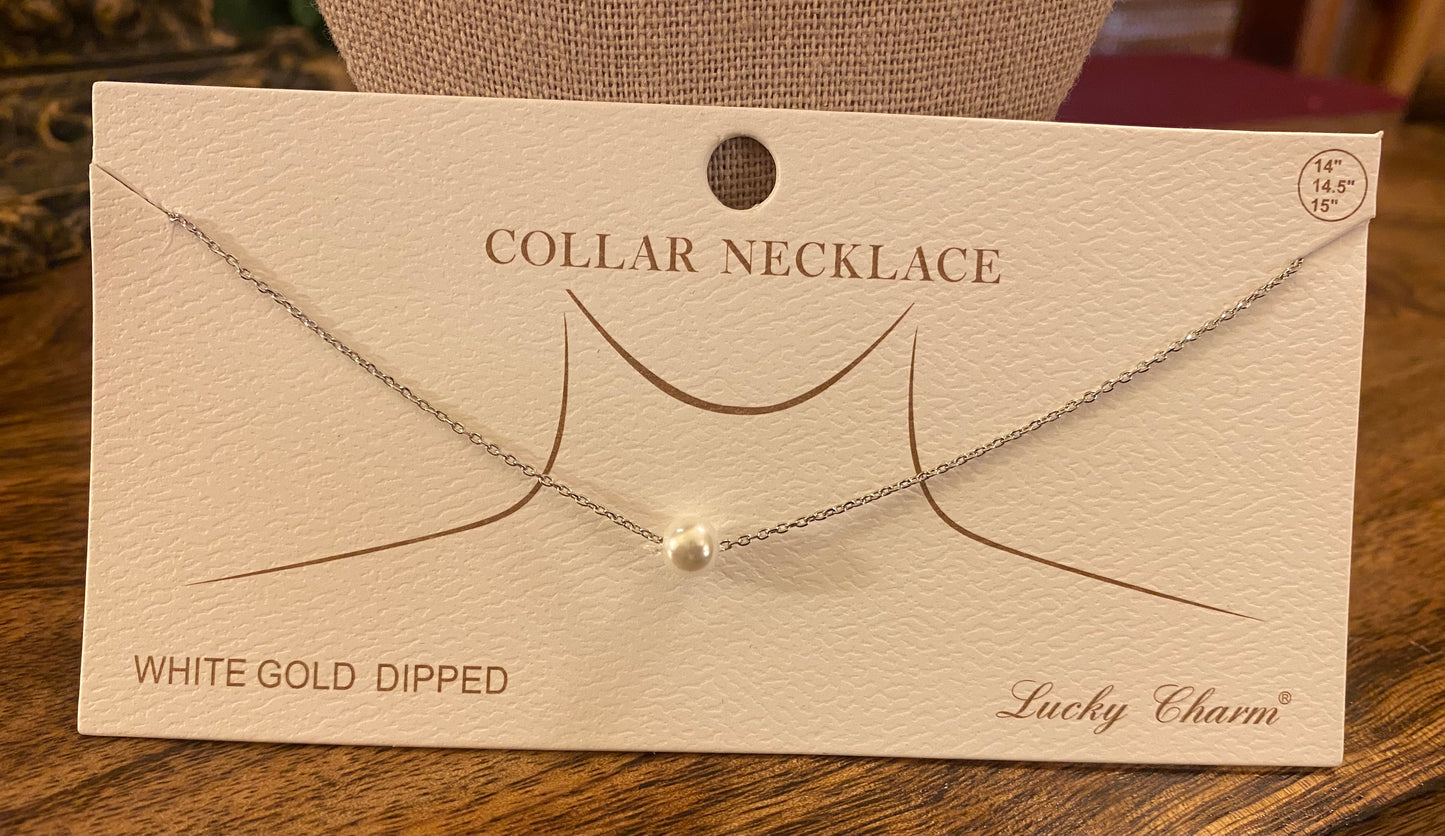 14"
14.5"
15"
COLLAR NECKLACE
WHITE GOLD DIPPED
Lucky Charm®